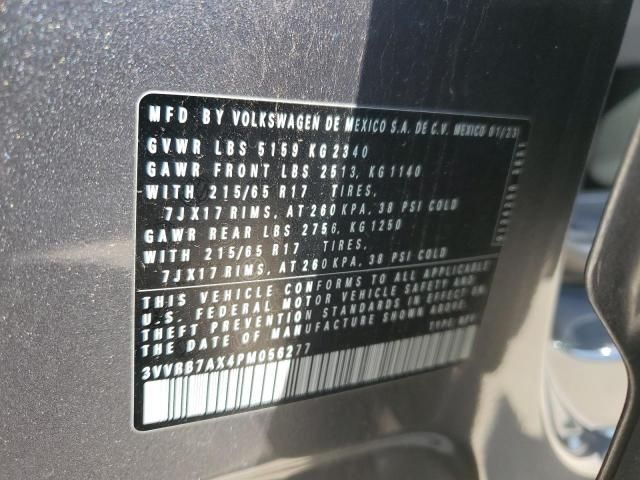 MFD BY VOLKSWAGEN DE MEXICO S.A. DE C.V. MEXICO 01/23
GVWR LBS 5159 KG 2340
GAWR FRONT LBS 2513, KG 1140
WITH 215/65 R17 TIRES,
7JX17 RIMS, AT 260 KPA, 38 PSI COLD
GAWR REAR LBS 2756, KG 1250
WITH 215/65 R17 TIRES,
7JX17 RIMS, AT 260 KPA, 38 PSI COLD
THIS VEHICLE CONFORMS TO ALL APPLICABLE
U.S. FEDERAL MOTOR VEHICLE SAFETY AND
THEFT PREVENTION STANDARDS IN EFFECT ON
THE DATE OF MANUFACTURE SHOWN ABOVE.
3VVRB7AX4PM056277 TYPE